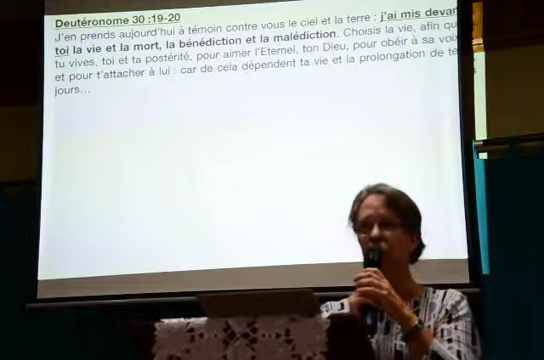 Deutéronome 30 :19-20
J'en prends aujourd'hui à témoin contre vous le ciel et la terre : j'ai mis devan
toi la vie et la mort, la bénédiction et la malédiction. Choisis la vie, afin qu
tu vives, toi et ta postérité, pour aimer l'Eternel, ton Dieu, pour obéir à sa voix
et pour t'attacher à lui : car de cela dépendent ta vie et la prolongation de te
jours...